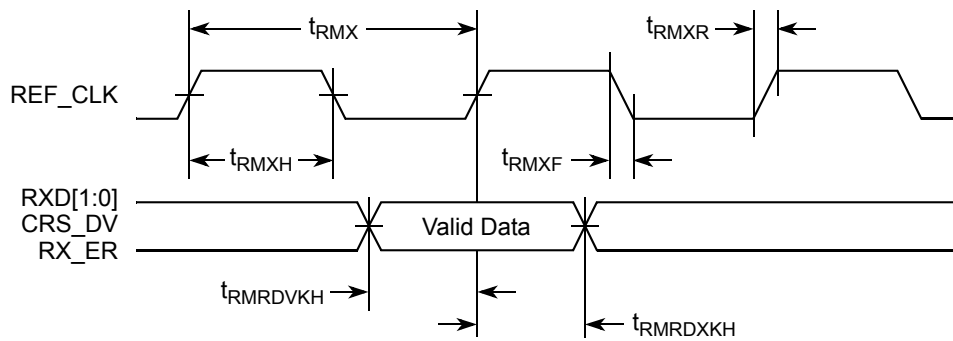 tRMX
tRMXR
REF_CLK
tRMXH
tRMXF
RXD[1:0]
CRS_DV
RX_ER
Valid Data
tRMRDVKH
tRMRDXKH